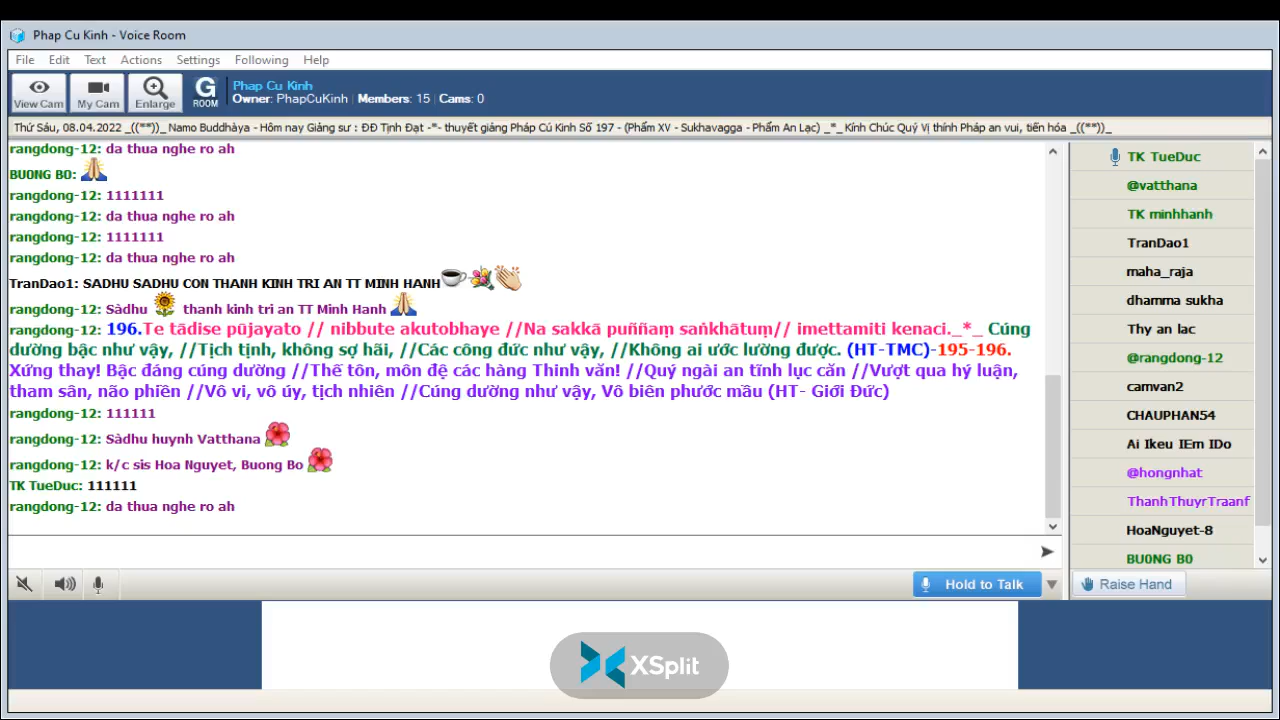 Phap Cu Kinh - Voice Room
File Edit Text Actions Settings Following Help
View Cam My Cam Enlarge G ROOM
Phap Cu Kinh
Owner: PhapCuKinh | Members: 15 | Cams: 0
Thứ Sáu, 08.04.2022 _((**))_ Namo Buddhàya - Hôm nay Giảng sư : ĐĐ Tịnh Đạt -*- thuyết giảng Pháp Cú Kinh Số 197 - (Phẩm XV - Sukhavagga - Phẩm An Lạc) _*_ Kính Chúc Quý Vị thính Pháp an vui, tiến hóa _((**))_
rangdong-12: da thua nghe ro ah
BU0NG B0:
rangdong-12: 1111111
rangdong-12: da thua nghe ro ah
rangdong-12: 1111111
rangdong-12: da thua nghe ro ah
TranDao1: SADHU SADHU CON THANH KINH TRI AN TT MINH HANH
rangdong-12: Sàdhu thanh kinh tri an TT Minh Hanh
rangdong-12: 196.Te tādise pūjayato // nibbute akutobhaye //Na sakkā puññaṃ saṅkhātuṃ// imettamiti kenaci._*_ Cúng
dường bậc như vậy, //Tịch tịnh, không sợ hãi, //Các công đức như vậy, //Không ai ước lường được. (HT-TMC)-195-196.
Xứng thay! Bậc đáng cúng dường //Thế tôn, môn đệ các hàng Thinh văn! //Quý ngài an tĩnh lục căn //Vượt qua hý luận,
tham sân, não phiền //Vô vi, vô úy, tịch nhiên //Cúng dường như vậy, Vô biên phước mầu (HT- Giới Đức)
rangdong-12: 111111
rangdong-12: Sàdhu huynh Vatthana
rangdong-12: k/c sis Hoa Nguyet, Buong Bo
TK TueDuc: 111111
rangdong-12: da thua nghe ro ah
TK TueDuc
@vatthana
TK minhhanh
TranDao1
maha_raja
dhamma sukha
Thy an lac
@rangdong-12
camvan2
CHAUPHAN54
Ai Ikeu IEm IDo
@hongnhat
ThanhThuyrTraanf
HoaNguyet-8
BU0NG B0
Hold to Talk
Raise Hand
XSplit